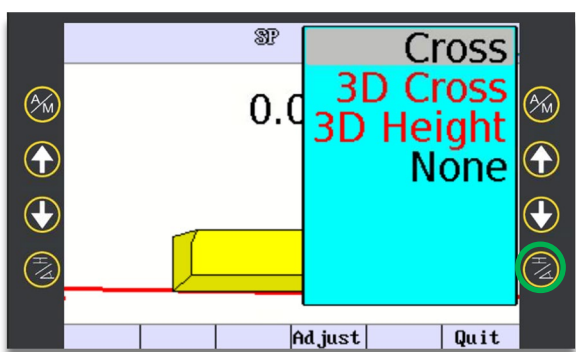 SP
0.0
Cross
3D Cross
3D Height
None
A/M
A/M
Adjust
Quit